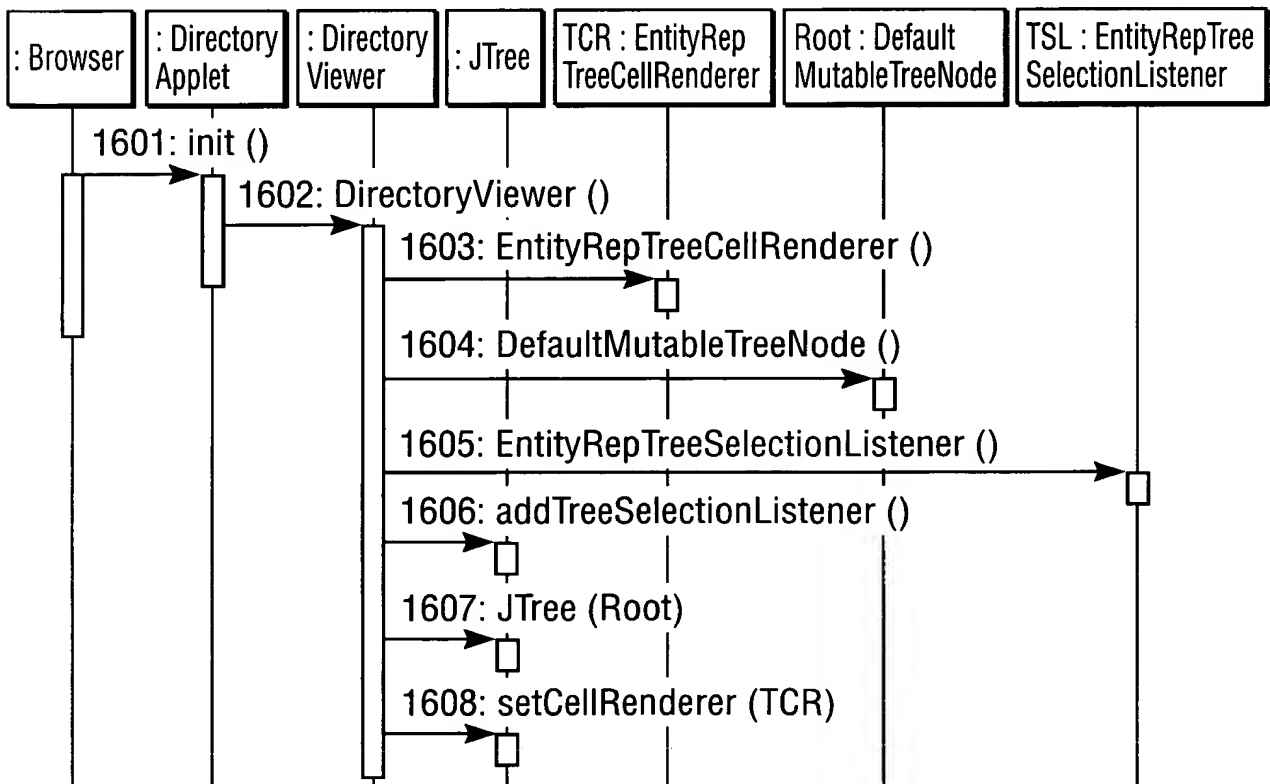 : Browser
: Directory
Applet
: Directory
Viewer
: JTree
TCR : EntityRep
TreeCellRenderer
Root : Default
MutableTreeNode
TSL : EntityRepTree
SelectionListener
1601: init ()
1602: DirectoryViewer ()
1603: EntityRepTreeCellRenderer ()
1604: DefaultMutableTreeNode ()
1605: EntityRepTreeSelectionListener ()
1606: addTreeSelectionListener ()
1607: JTree (Root)
1608: setCellRenderer (TCR)